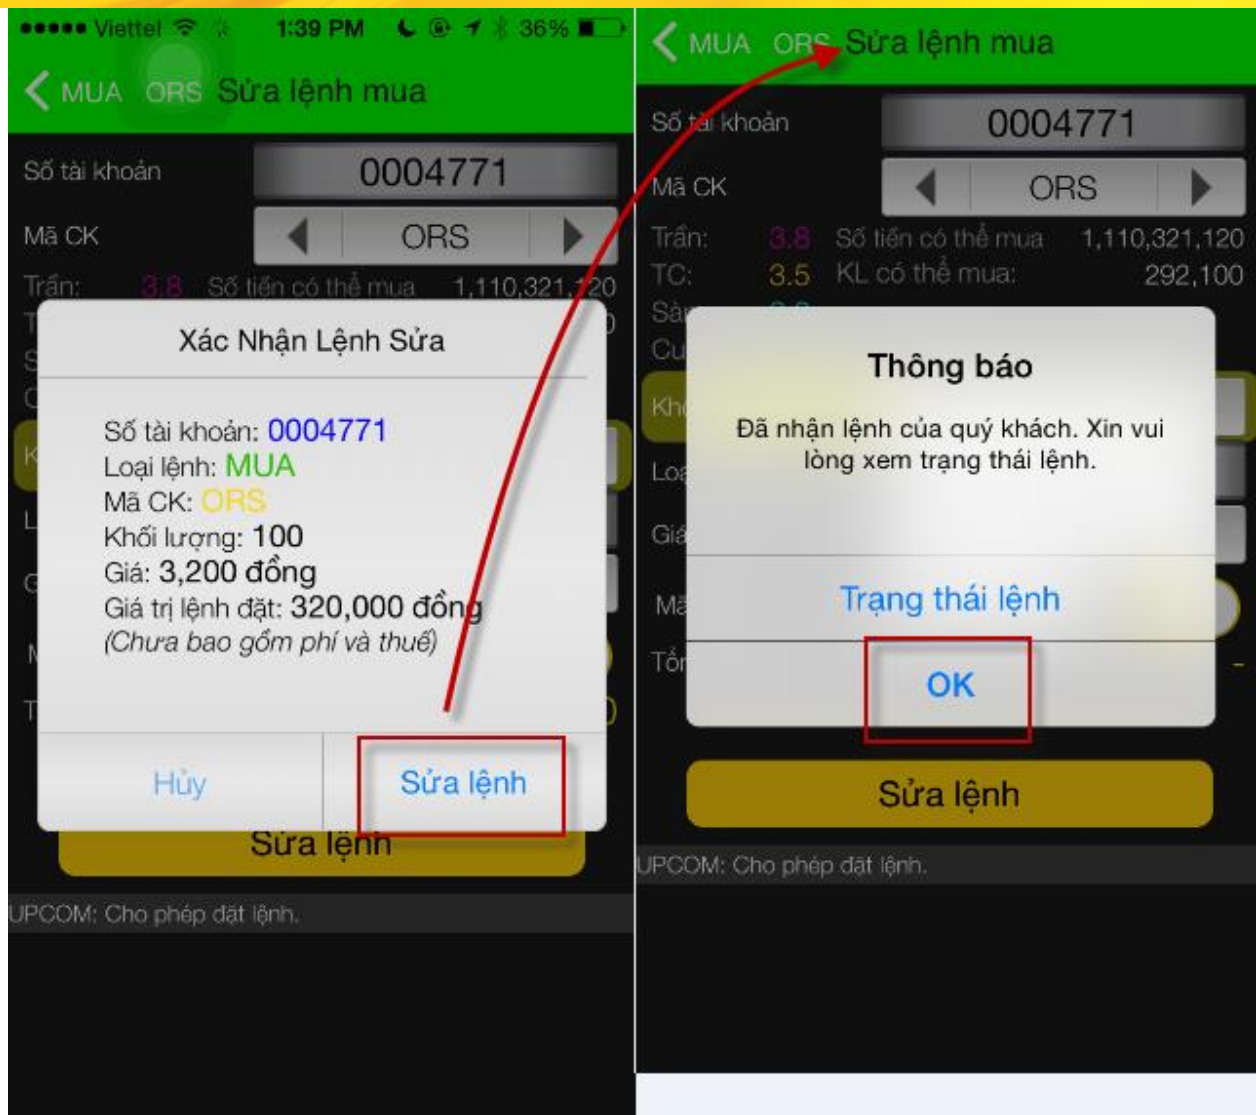 Viettel 1:39 PM 36%
MUA ORS Sửa lệnh mua
Số tài khoản 0004771
Mã CK ORS
Trần: 3.8 Số tiền có thể mua 1,110,321,120
Xác Nhận Lệnh Sửa
Số tài khoản: 0004771
Loại lệnh: MUA
Mã CK: ORS
Khối lượng: 100
Giá: 3,200 đồng
Giá trị lệnh đặt: 320,000 đồng
(Chưa bao gồm phí và thuế)
Hủy Sửa lệnh
Sửa lệnh
UPCOM: Cho phép đặt lệnh.
MUA ORS Sửa lệnh mua
Số tài khoản 0004771
Mã CK ORS
Trần: 3.8 Số tiền có thể mua 1,110,321,120
TC: 3.5 KL có thể mua: 292,100
Thông báo
Đã nhận lệnh của quý khách. Xin vui
lòng xem trạng thái lệnh.
Giá
Mã
Trạng thái lệnh
OK
Sửa lệnh
UPCOM: Cho phép đặt lệnh.